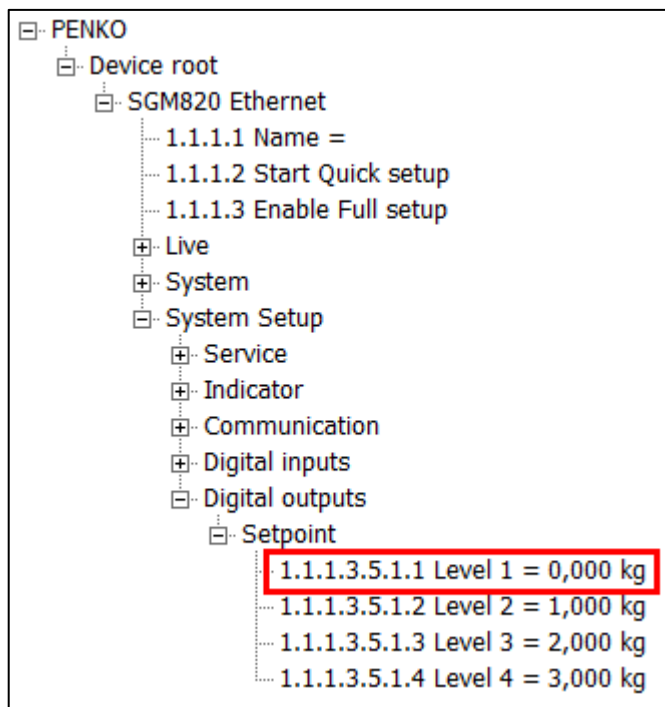 PENKO
Device root
SGM820 Ethernet
1.1.1.1 Name =
1.1.1.2 Start Quick setup
1.1.1.3 Enable Full setup
Live
System
System Setup
Service
Indicator
Communication
Digital inputs
Digital outputs
Setpoint
1.1.1.3.5.1.1 Level 1 = 0,000 kg
1.1.1.3.5.1.2 Level 2 = 1,000 kg
1.1.1.3.5.1.3 Level 3 = 2,000 kg
1.1.1.3.5.1.4 Level 4 = 3,000 kg